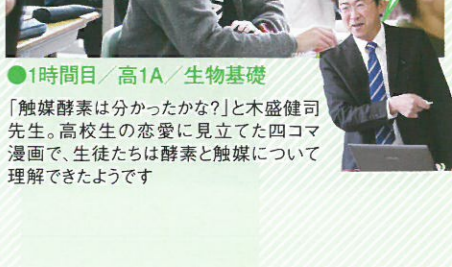 ●1時間目／高1A／生物基礎
「触媒酵素は分かったかな?」と木盛健司
先生。高校生の恋愛に見立てた四コマ
漫画で、生徒たちは酵素と触媒について
理解できたようです